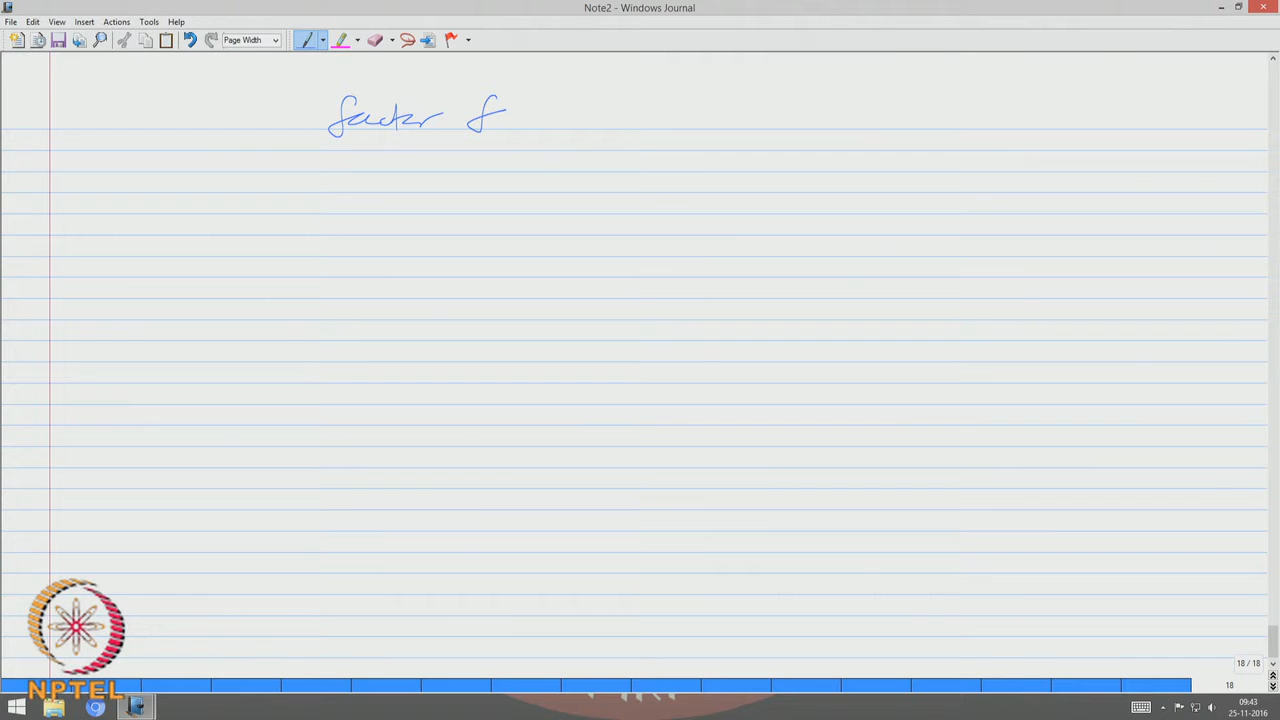 Note2 - Windows Journal
File Edit View Insert Actions Tools Help
Page Width
factor f
18 / 18
18
NPTEL
09:43
25-11-2016